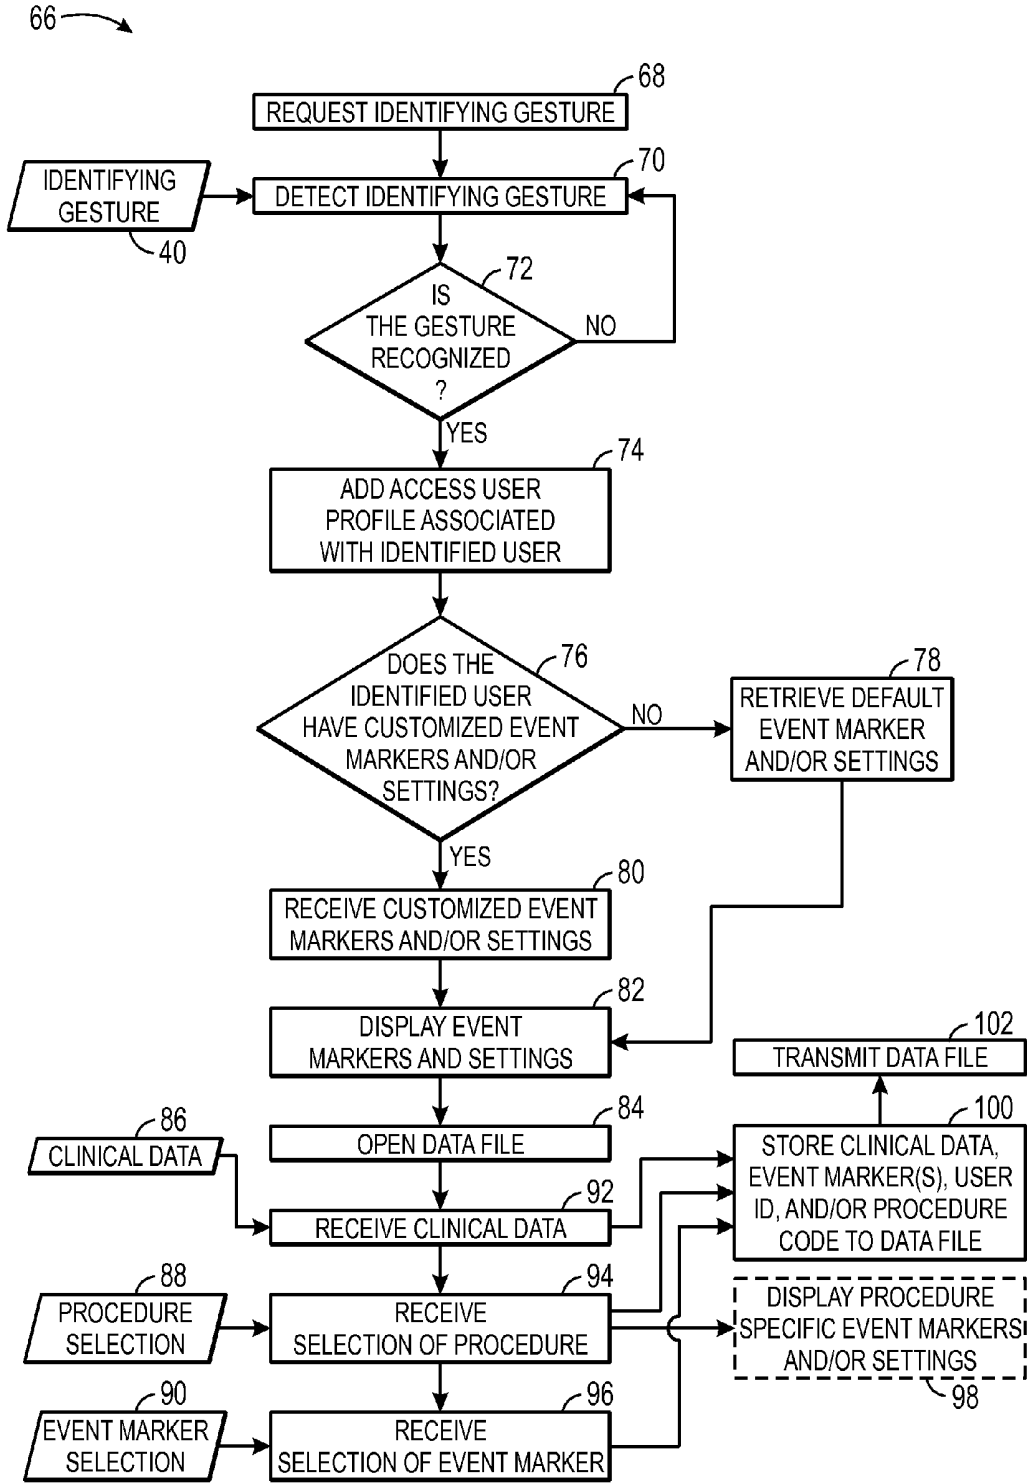 66
68
REQUEST IDENTIFYING GESTURE
70
IDENTIFYING
GESTURE
40
DETECT IDENTIFYING GESTURE
72
IS
THE GESTURE
RECOGNIZED
?
NO
YES
74
ADD ACCESS USER
PROFILE ASSOCIATED
WITH IDENTIFIED USER
76
DOES THE
IDENTIFIED USER
HAVE CUSTOMIZED EVENT
MARKERS AND/OR
SETTINGS?
NO
78
RETRIEVE DEFAULT
EVENT MARKER
AND/OR SETTINGS
YES
80
RECEIVE CUSTOMIZED EVENT
MARKERS AND/OR SETTINGS
82
DISPLAY EVENT
MARKERS AND SETTINGS
102
TRANSMIT DATA FILE
84
OPEN DATA FILE
86
CLINICAL DATA
100
STORE CLINICAL DATA,
EVENT MARKER(S), USER
ID, AND/OR PROCEDURE
CODE TO DATA FILE
92
RECEIVE CLINICAL DATA
88
PROCEDURE
SELECTION
94
RECEIVE
SELECTION OF PROCEDURE
DISPLAY PROCEDURE
SPECIFIC EVENT MARKERS
AND/OR SETTINGS
98
90
EVENT MARKER
SELECTION
96
RECEIVE
SELECTION OF EVENT MARKER